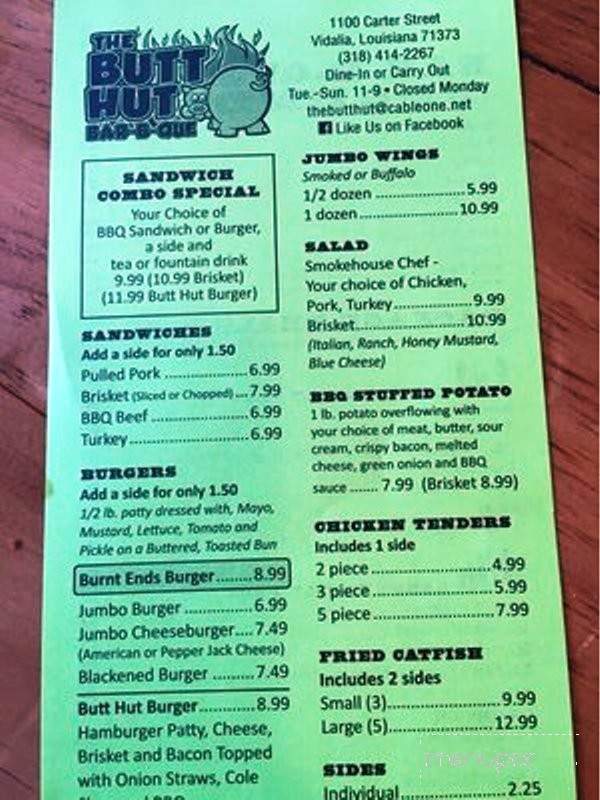 THE
BUTT
HUT
BAR-B-QUE
1100 Carter Street
Vidalia, Louisiana 71373
(318) 414-2267
Dine-In or Carry Out
Tue.-Sun. 11-9 • Closed Monday
thebutthut@cableone.net
Like Us on Facebook
SANDWICH
COMBO SPECIAL
Your Choice of
BBQ Sandwich or Burger,
a side and
tea or fountain drink
9.99 (10.99 Brisket)
(11.99 Butt Hut Burger)
SANDWICHES
Add a side for only 1.50
Pulled Pork ..................6.99
Brisket (Sliced or Chopped) ...7.99
BBQ Beef ......................6.99
Turkey...........................6.99
BURGERS
Add a side for only 1.50
1/2 lb. patty dressed with, Mayo,
Mustard, Lettuce, Tomato and
Pickle on a Buttered, Toasted Bun
Burnt Ends Burger........8.99
Jumbo Burger ...............6.99
Jumbo Cheeseburger....7.49
(American or Pepper Jack Cheese)
Blackened Burger ..........7.49
Butt Hut Burger............8.99
Hamburger Patty, Cheese,
Brisket and Bacon Topped
with Onion Straws, Cole
JUMBO WINGS
Smoked or Buffalo
1/2 dozen ....................5.99
1 dozen......................10.99
SALAD
Smokehouse Chef -
Your choice of Chicken,
Pork, Turkey.................9.99
Brisket.......................10.99
(Italian, Ranch, Honey Mustard,
Blue Cheese)
BBQ STUFFED POTATO
1 lb. potato overflowing with
your choice of meat, butter, sour
cream, crispy bacon, melted
cheese, green onion and BBQ
sauce ....... 7.99 (Brisket 8.99)
CHICKEN TENDERS
Includes 1 side
2 piece.........................4.99
3 piece.........................5.99
5 piece .........................7.99
FRIED CATFISH
Includes 2 sides
Small (3).......................9.99
Large (5).....................12.99
SIDES
Individual.....................2.25
menupix